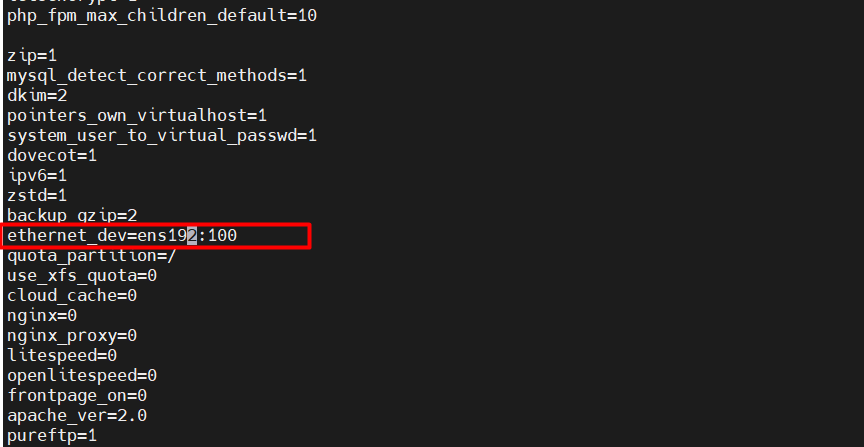 php_fpm_max_children_default=10
zip=1
mysql_detect_correct_methods=1
dkim=2
pointers_own_virtualhost=1
system_user_to_virtual_passwd=1
dovecot=1
ipv6=1
zstd=1
backup_gzip=2
ethernet_dev=ens192:100
quota_partition=/
use_xfs_quota=0
cloud_cache=0
nginx=0
nginx_proxy=0
litespeed=0
openlitespeed=0
frontpage_on=0
apache_ver=2.0
pureftp=1